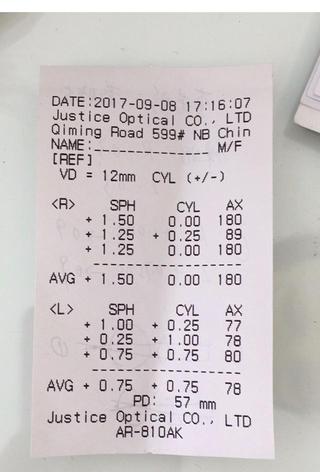 DATE:2017-09-08 17:16:07
Justice Optical CO., LTD
Qiming Road 599# NB Chin
NAME:______________ M/F
[REF]
VD = 12mm CYL (+/-)
<R> SPH CYL AX
+ 1.50 0.00 180
+ 1.25 + 0.25 89
+ 1.25 0.00 180
------------------------
AVG + 1.50 0.00 180
<L> SPH CYL AX
+ 1.00 + 0.25 77
+ 0.25 + 1.00 78
+ 0.75 + 0.75 80
------------------------
AVG + 0.75 + 0.75 78
PD: 57 mm
Justice Optical CO., LTD
AR-810AK